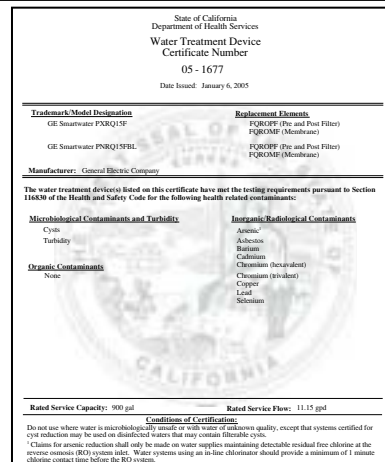 State of California
Department of Health Services
Water Treatment Device
Certificate Number
05 - 1677
Date Issued: January 6, 2005
Trademark/Model Designation Replacement Elements
GE Smartwater PXRQ15F FQROPF (Pre and Post Filter)
FQROMF (Membrane)
GE Smartwater PNRQ15FBL FQROPF (Pre and Post Filter)
FQROMF (Membrane)
Manufacturer: General Electric Company
The water treatment device(s) listed on this certificate have met the testing requirements pursuant to Section
116830 of the Health and Safety Code for the following health related contaminants:
Microbiological Contaminants and Turbidity Inorganic/Radiological Contaminants
Cysts Arsenic¹
Turbidity Asbestos
Barium
Cadmium
Organic Contaminants Chromium (hexavalent)
None Chromium (trivalent)
Copper
Lead
Selenium
Rated Service Capacity: 900 gal Rated Service Flow: 11.15 gpd
Conditions of Certification:
Do not use where water is microbiologically unsafe or with water of unknown quality, except that systems certified for
cyst reduction may be used on disinfected waters that may contain filterable cysts.
¹ Claims for arsenic reduction shall only be made on water supplies maintaining detectable residual free chlorine at the
reverse osmosis (RO) system inlet. Water systems using an in-line chlorinator should provide a minimum of 1 minute
chlorine contact time before the RO system.